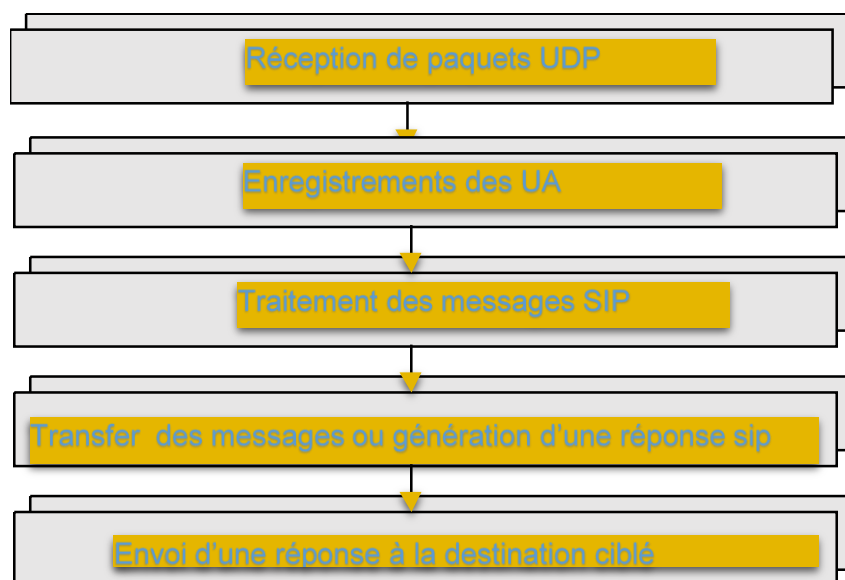 Réception de paquets UDP
Enregistrements des UA
Traitement des messages SIP
Transfer des messages ou génération d’une réponse sip
Envoi d’une réponse à la destination ciblé